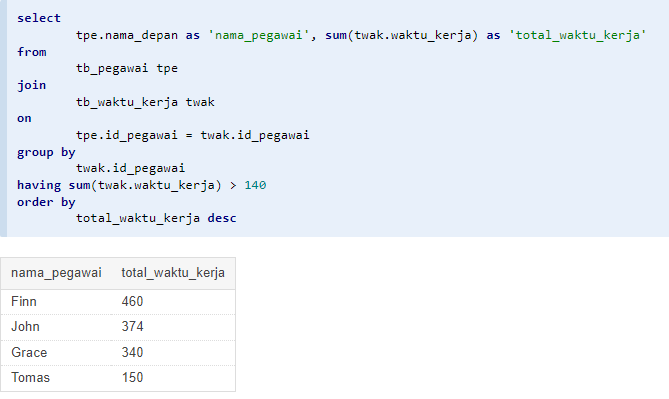 select
tpe.nama_depan as 'nama_pegawai', sum(twak.waktu_kerja) as 'total_waktu_kerja'
from
tb_pegawai tpe
join
tb_waktu_kerja twak
on
tpe.id_pegawai = twak.id_pegawai
group by
twak.id_pegawai
having sum(twak.waktu_kerja) > 140
order by
total_waktu_kerja desc
nama_pegawai total_waktu_kerja
Finn 460
John 374
Grace 340
Tomas 150